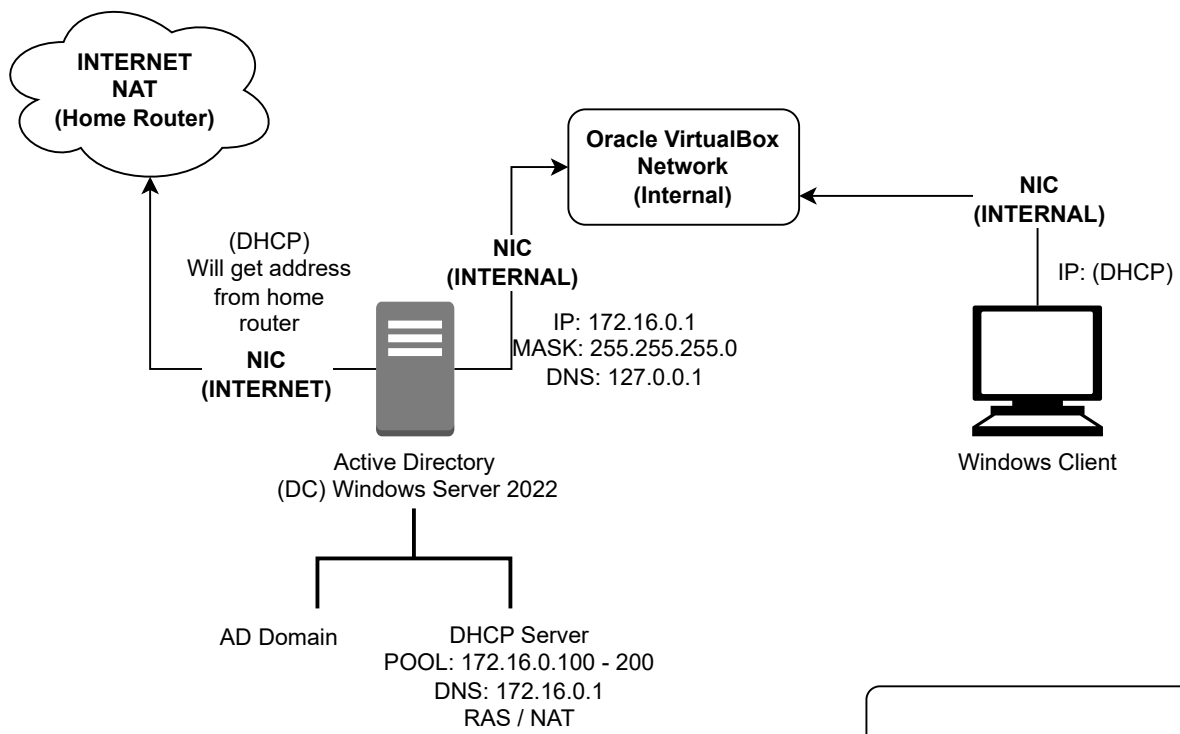 INTERNET
NAT
(Home Router)
Oracle VirtualBox
Network
(Internal)
NIC
(INTERNAL)
(DHCP)
Will get address
from home
router
NIC
(INTERNAL)
IP: (DHCP)
IP: 172.16.0.1
MASK: 255.255.255.0
DNS: 127.0.0.1
NIC
(INTERNET)
Active Directory
(DC) Windows Server 2022
Windows Client
AD Domain
DHCP Server
POOL: 172.16.0.100 - 200
DNS: 172.16.0.1
RAS / NAT